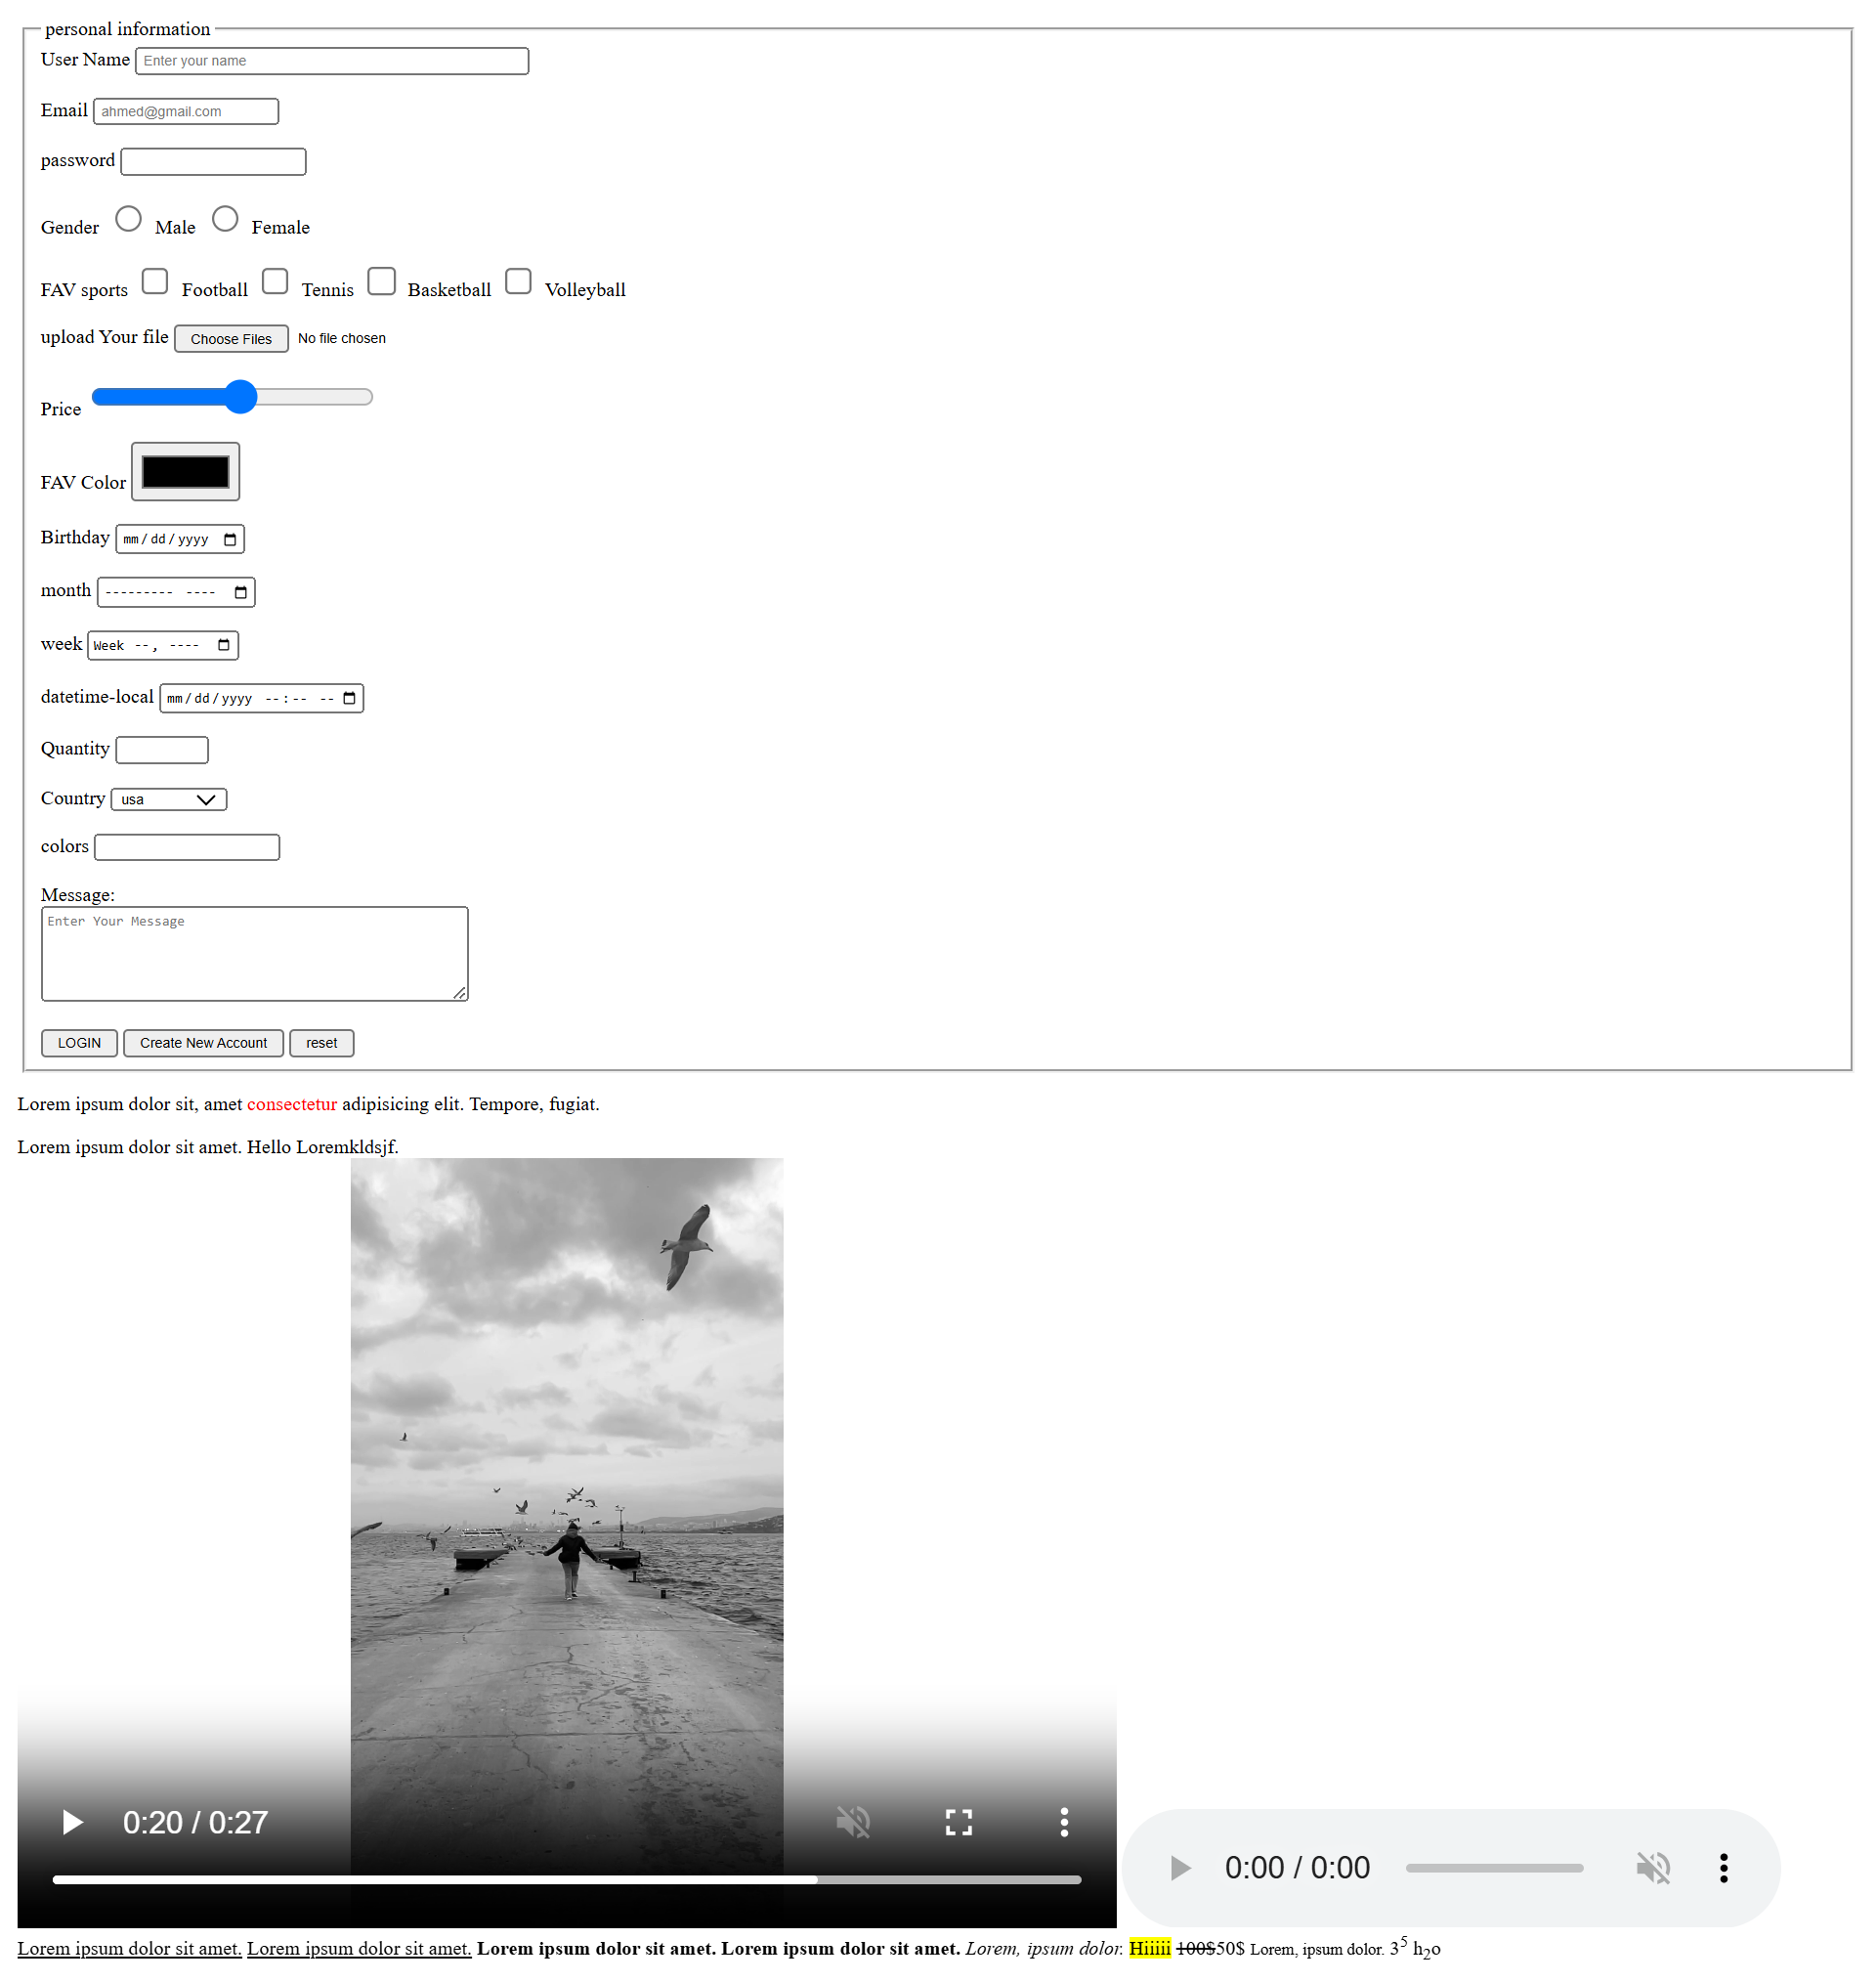 personal information
User Name Enter your name
Email ahmed@gmail.com
password
Gender Male Female
FAV sports Football Tennis Basketball Volleyball
upload Your file Choose Files No file chosen
Price
FAV Color
Birthday mm/dd/yyyy
month --------- ----
week Week --, ----
datetime-local mm/dd/yyyy --:-- --
Quantity
Country usa
colors
Message:
Enter Your Message
LOGIN Create New Account reset
Lorem ipsum dolor sit, amet consectetur adipisicing elit. Tempore, fugiat.
Lorem ipsum dolor sit amet. Hello Loremkldsjf.
0:20 / 0:27
0:00 / 0:00
Lorem ipsum dolor sit amet. Lorem ipsum dolor sit amet. Lorem ipsum dolor sit amet. Lorem ipsum dolor sit amet. Lorem, ipsum dolor. Hiiiii 100$50$ Lorem, ipsum dolor. 3⁵ h₂o